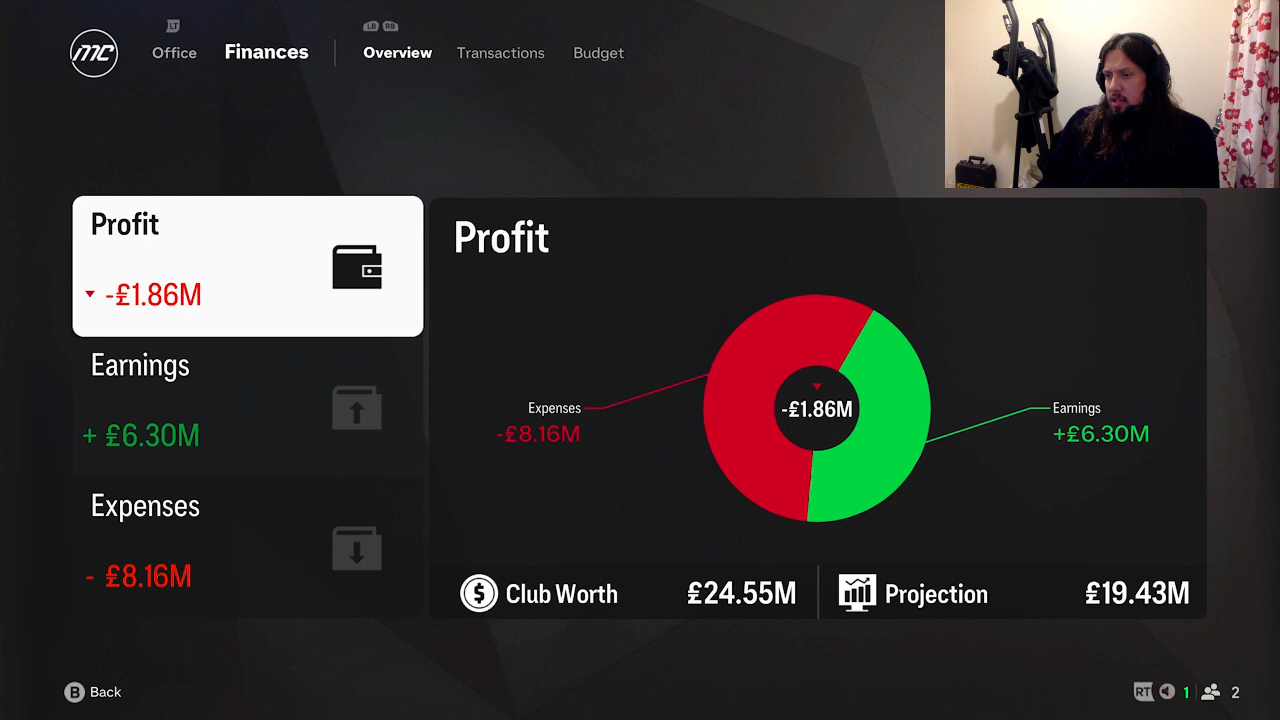 LT
LB RB
MC
Office
Finances
Overview
Transactions
Budget
Profit
-£1.86M
Earnings
+ £6.30M
Expenses
- £8.16M
Profit
Expenses
-£8.16M
-£1.86M
Earnings
+£6.30M
$ Club Worth £24.55M
Projection £19.43M
B Back
RT 1 2